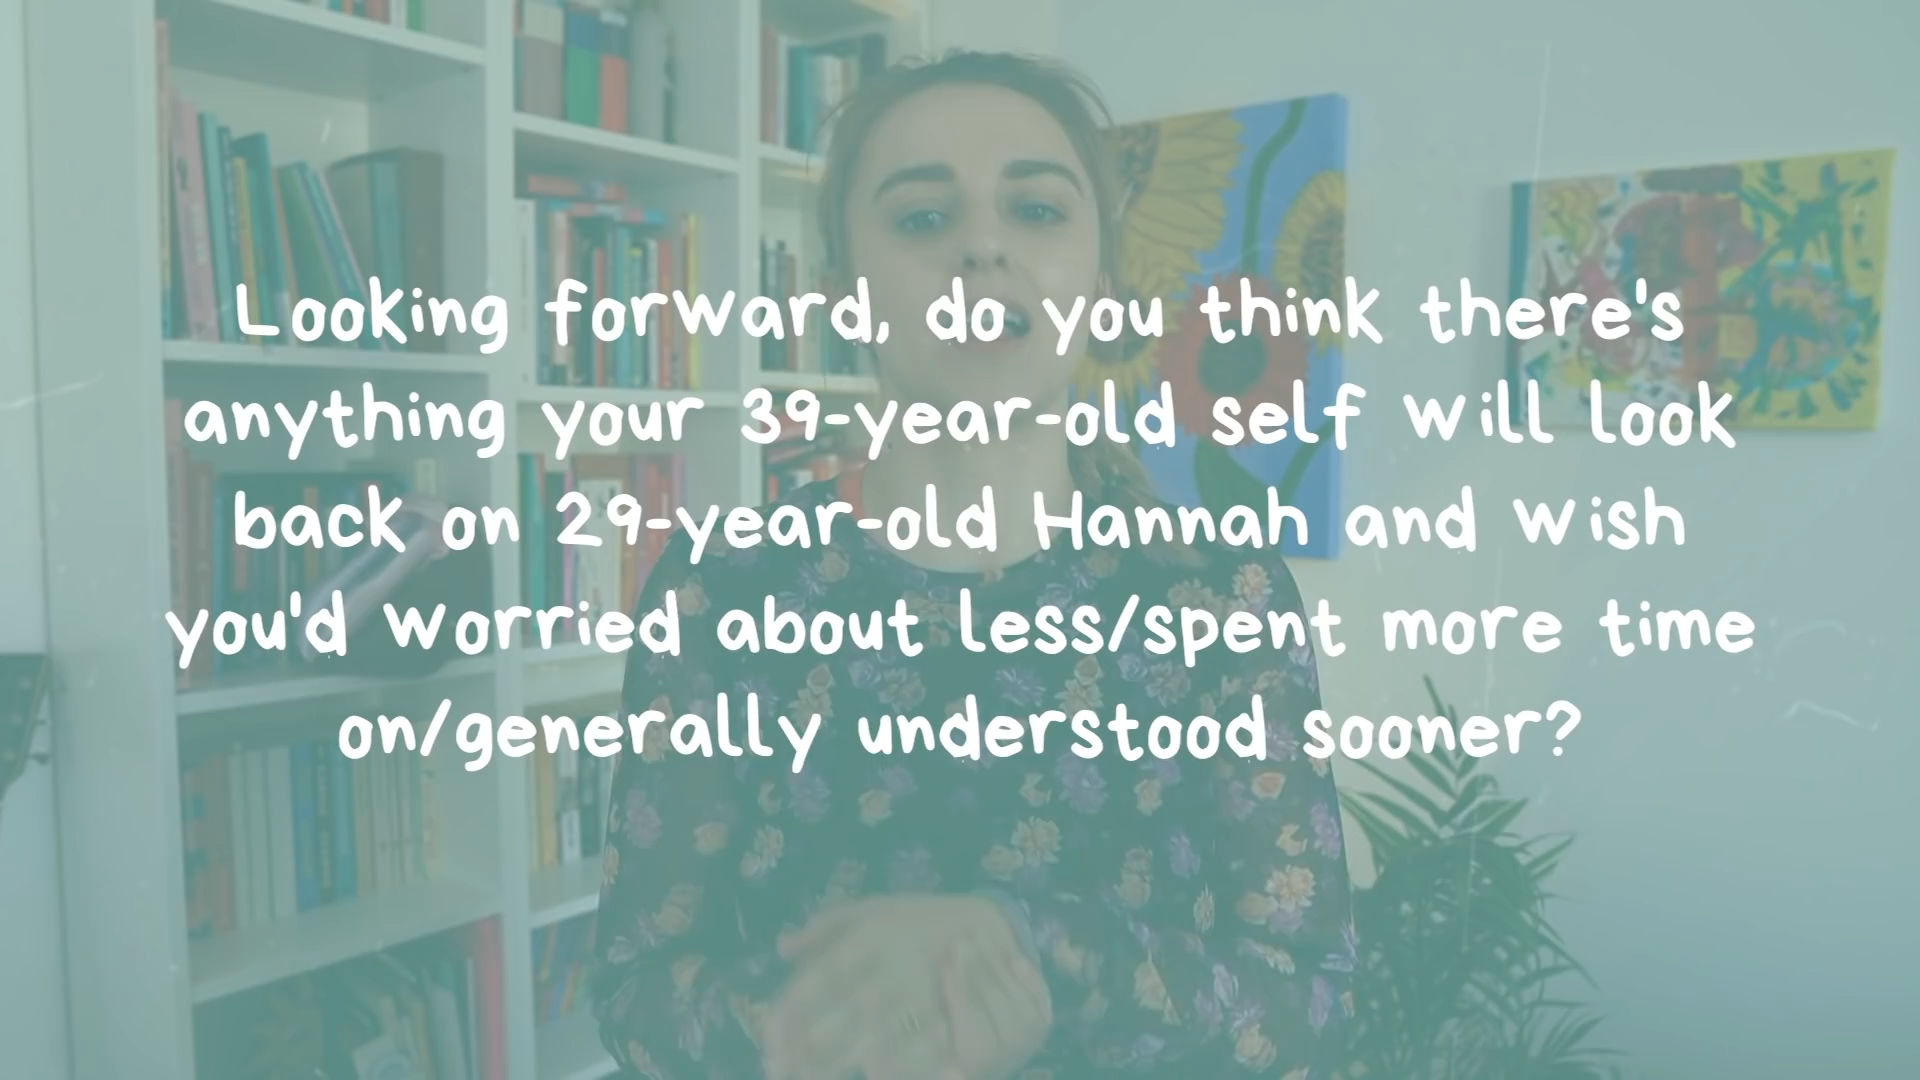 Looking forward, do you think there's
anything your 39-year-old self will look
back on 29-year-old Hannah and wish
you'd worried about less/spent more time
on/generally understood sooner?